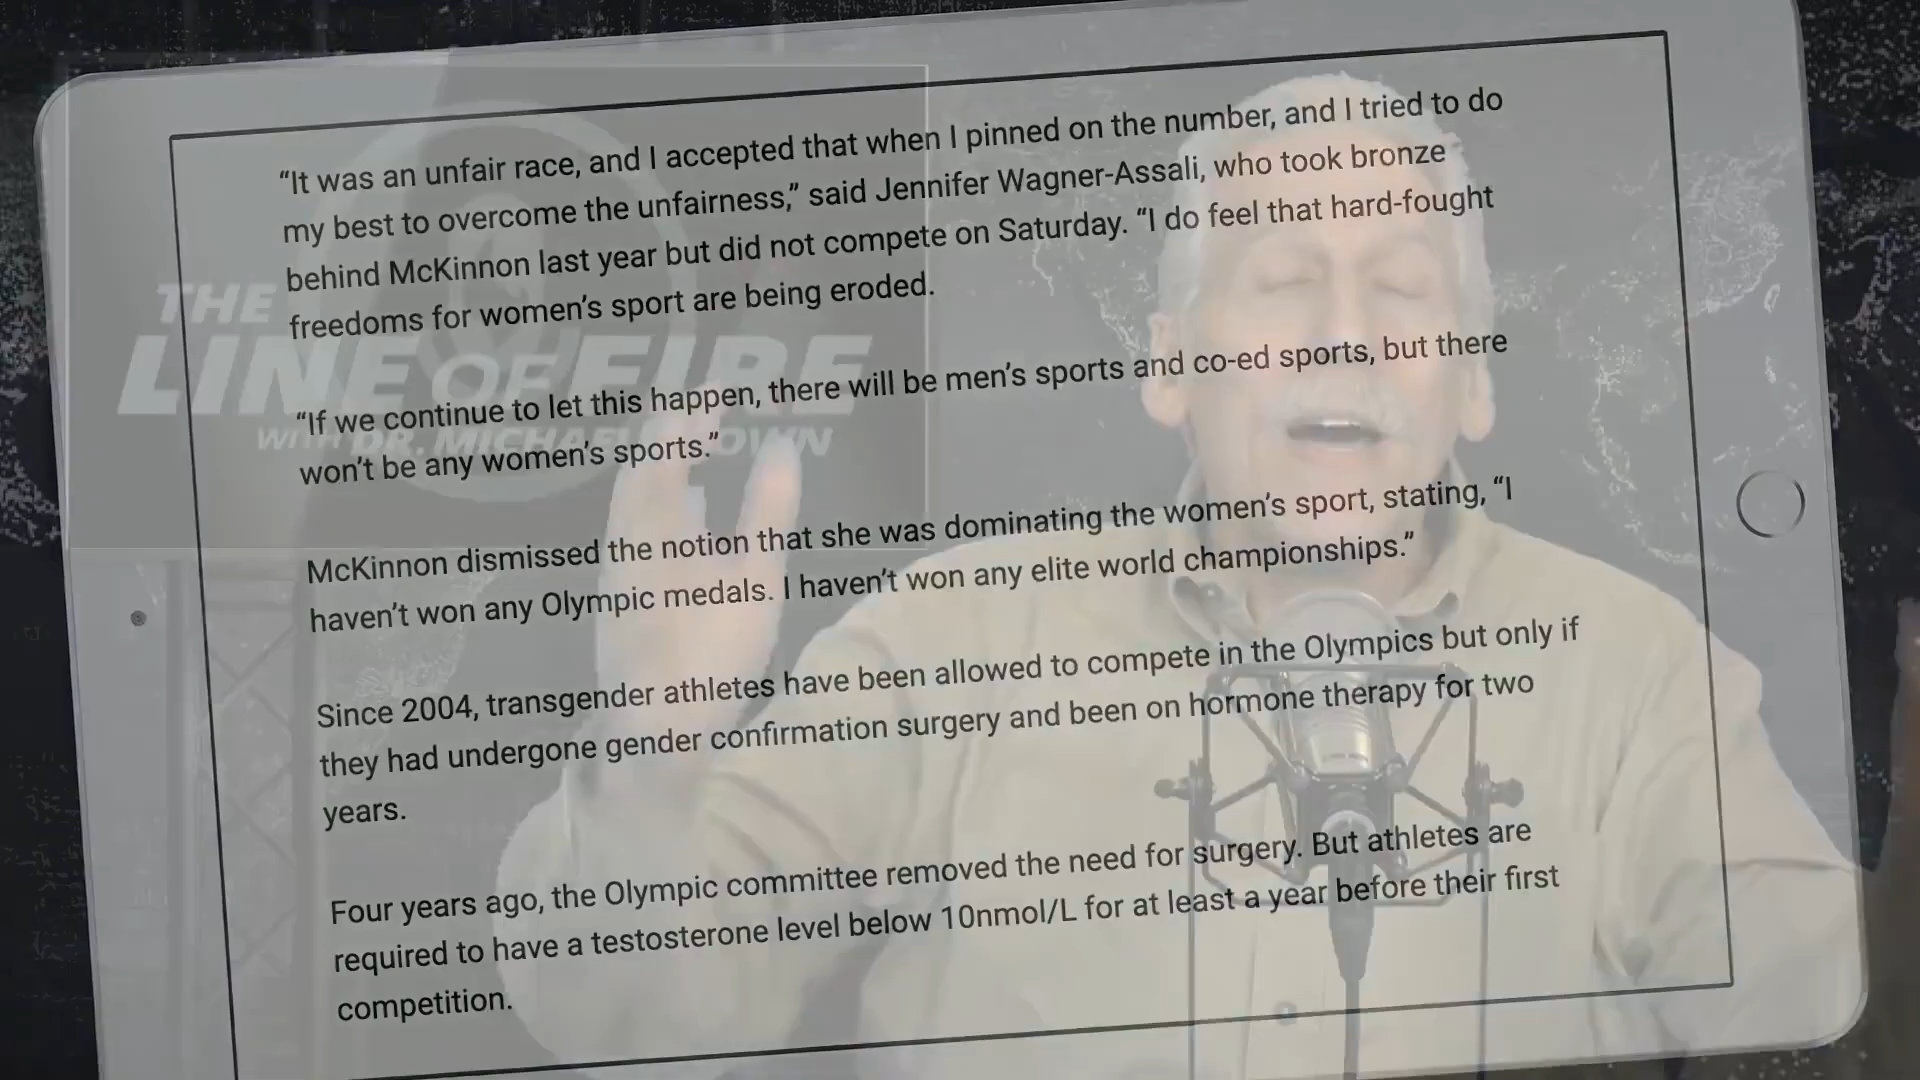 “It was an unfair race, and I accepted that when I pinned on the number, and I tried to do
my best to overcome the unfairness,” said Jennifer Wagner-Assali, who took bronze
behind McKinnon last year but did not compete on Saturday. “I do feel that hard-fought
freedoms for women’s sport are being eroded.
“If we continue to let this happen, there will be men’s sports and co-ed sports, but there
won’t be any women’s sports.”
McKinnon dismissed the notion that she was dominating the women’s sport, stating, “I
haven’t won any Olympic medals. I haven’t won any elite world championships.”
Since 2004, transgender athletes have been allowed to compete in the Olympics but only if
they had undergone gender confirmation surgery and been on hormone therapy for two
years.
Four years ago, the Olympic committee removed the need for surgery. But athletes are
required to have a testosterone level below 10nmol/L for at least a year before their first
competition.
THE
LINE OF FIRE
WITH DR. MICHAEL